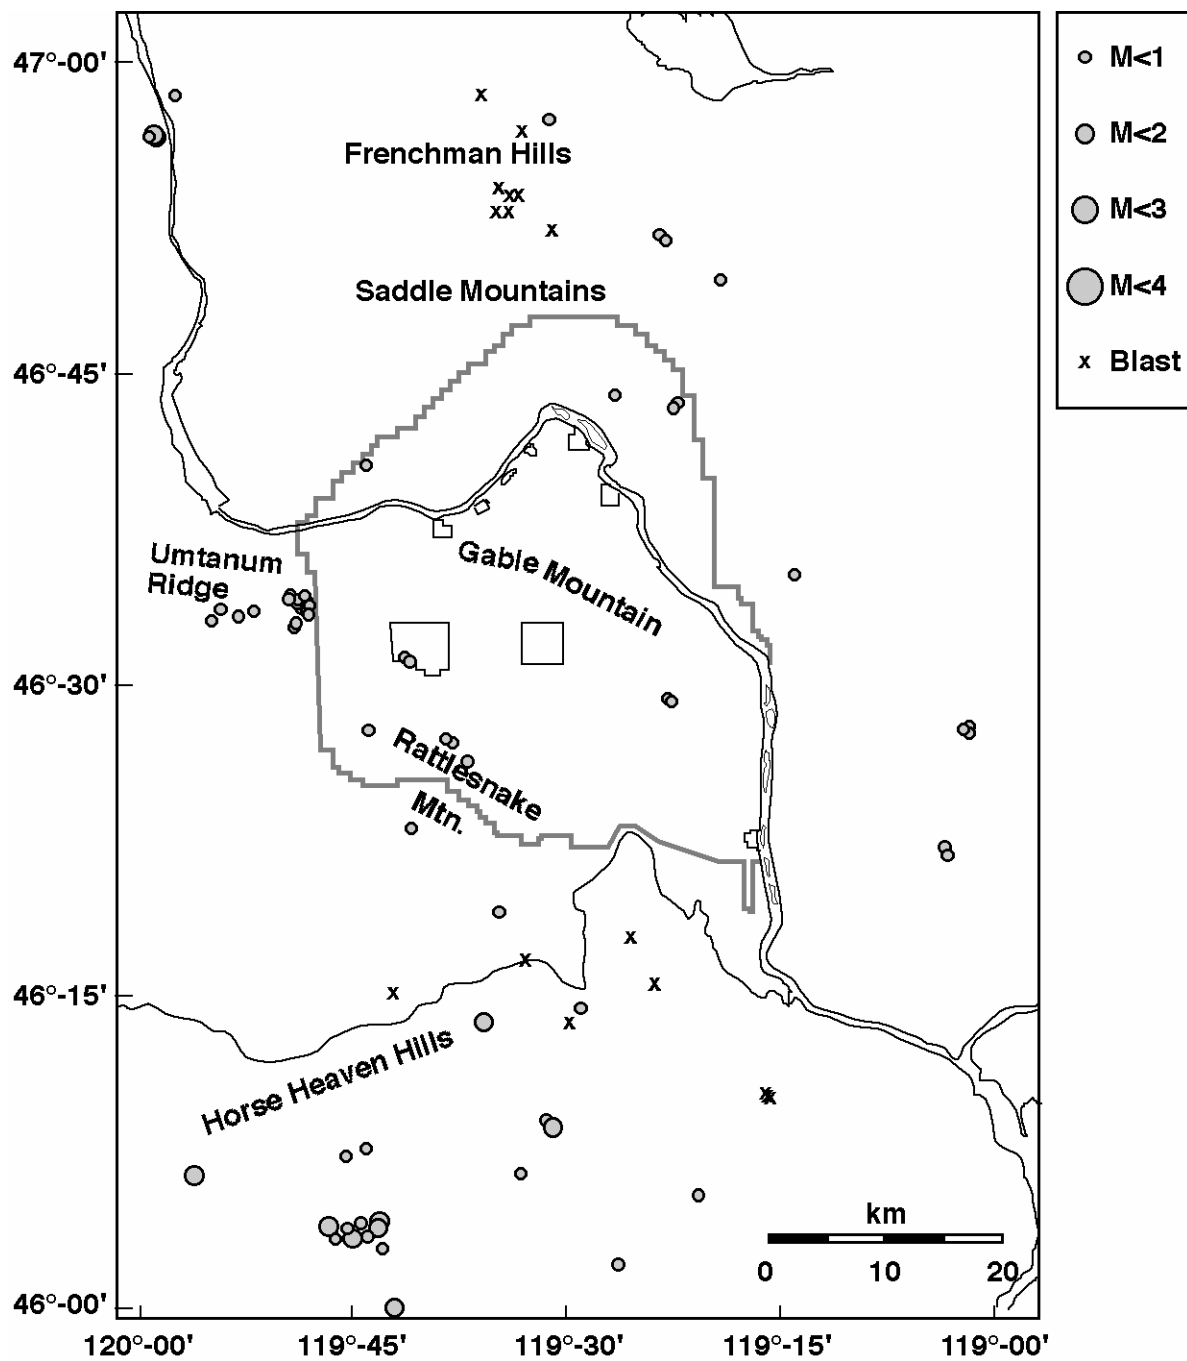 47°-00'
46°-45'
46°-30'
46°-15'
46°-00'
120°-00'
119°-45'
119°-30'
119°-15'
119°-00'
Frenchman Hills
Saddle Mountains
Umtanum
Ridge
Gable Mountain
Rattlesnake
Mtn.
Horse Heaven Hills
km
0
10
20
M<1
M<2
M<3
M<4
x Blast